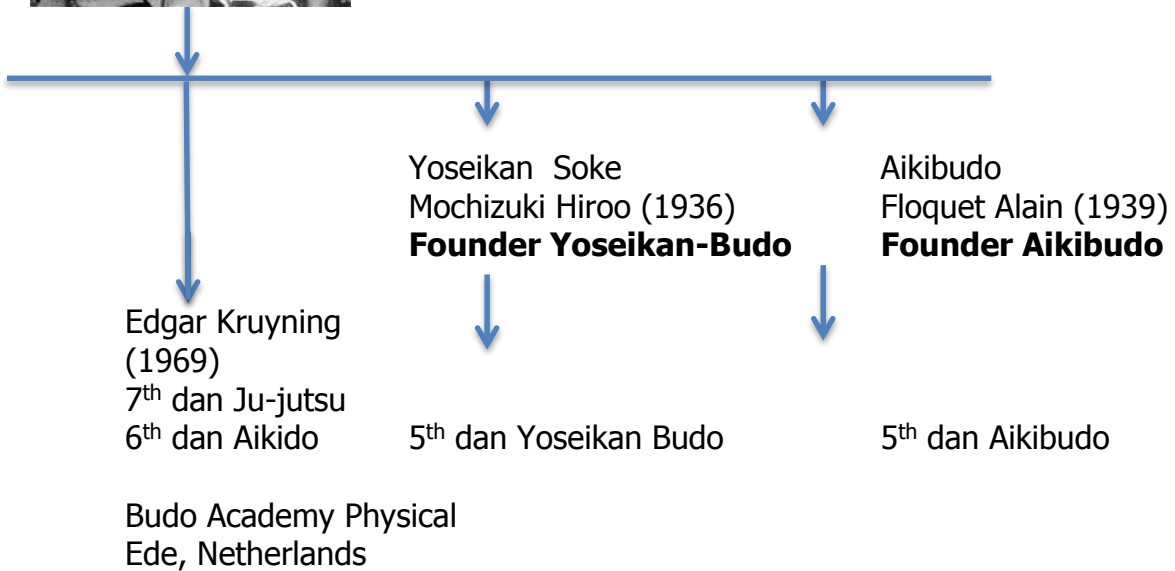 Yoseikan Soke
Mochizuki Hiroo (1936)
Founder Yoseikan-Budo
Aikibudo
Floquet Alain (1939)
Founder Aikibudo
Edgar Kruyning
(1969)
7th dan Ju-jutsu
6th dan Aikido
5th dan Yoseikan Budo
5th dan Aikibudo
Budo Academy Physical
Ede, Netherlands